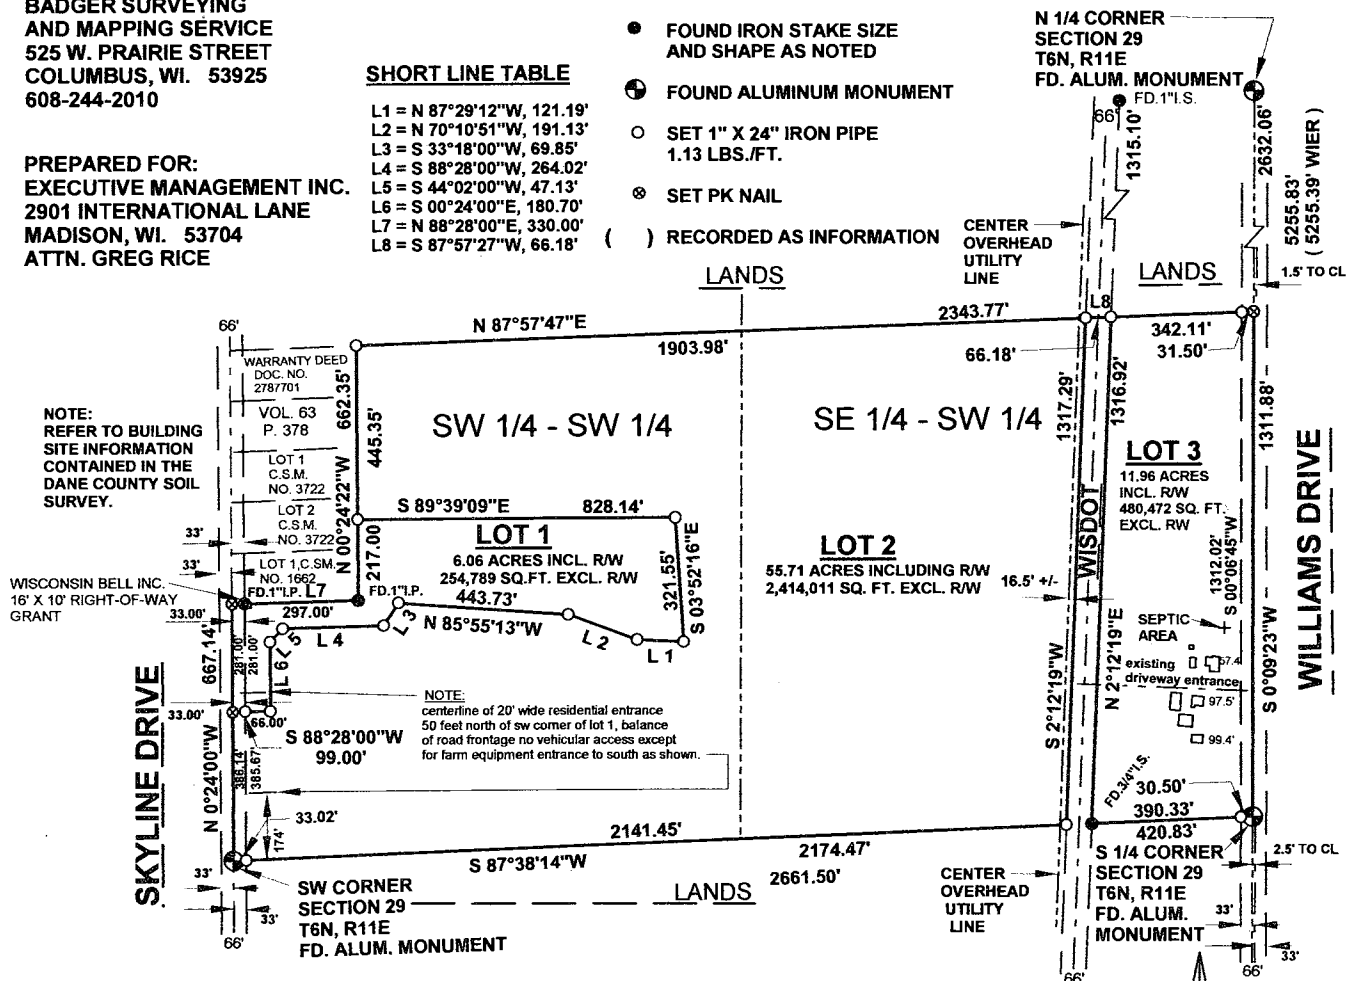 BADGER SURVEYING
AND MAPPING SERVICE
525 W. PRAIRIE STREET
COLUMBUS, WI. 53925
608-244-2010
PREPARED FOR:
EXECUTIVE MANAGEMENT INC.
2901 INTERNATIONAL LANE
MADISON, WI. 53704
ATTN. GREG RICE
SHORT LINE TABLE
L1 = N 87°29'12"W, 121.19'
L2 = N 70°10'51"W, 191.13'
L3 = S 33°18'00"W, 69.85'
L4 = S 88°28'00"W, 264.02'
L5 = S 44°02'00"W, 47.13'
L6 = S 00°24'00"E, 180.70'
L7 = N 88°28'00"E, 330.00'
L8 = S 87°57'27"W, 66.18'
FOUND IRON STAKE SIZE
AND SHAPE AS NOTED
FOUND ALUMINUM MONUMENT
SET 1" X 24" IRON PIPE
1.13 LBS./FT.
SET PK NAIL
( ) RECORDED AS INFORMATION
N 1/4 CORNER
SECTION 29
T6N, R11E
FD. ALUM. MONUMENT
FD.1"I.S.
66'
1315.10'
2632.06'
5255.83'
( 5255.39' WIER )
CENTER
OVERHEAD
UTILITY
LINE
LANDS
LANDS
1.5' TO CL
N 87°57'47"E
2343.77'
1903.98'
L8
66.18'
342.11'
31.50'
66'
WARRANTY DEED
DOC. NO.
2787701
VOL. 63
P. 378
LOT 1
C.S.M.
NO. 3722
LOT 2
C.S.M.
NO. 3722
LOT 1,C.SM.
NO. 1662
NOTE:
REFER TO BUILDING
SITE INFORMATION
CONTAINED IN THE
DANE COUNTY SOIL
SURVEY.
33'
33'
662.35'
445.35'
N 00°24'22"W
217.00
SW 1/4 - SW 1/4
SE 1/4 - SW 1/4
1317.29'
1316.92'
1311.88'
LOT 3
11.96 ACRES
INCL. R/W
480,472 SQ. FT.
EXCL. RW
S 89°39'09"E
828.14'
LOT 1
6.06 ACRES INCL. R/W
254,789 SQ.FT. EXCL. R/W
321.55'
S 03°52'16"E
LOT 2
55.71 ACRES INCLUDING R/W
2,414,011 SQ. FT. EXCL. R/W
WISDOT
16.5' +/-
1312.02'
S 00°06'45"W
WILLIAMS DRIVE
WISCONSIN BELL INC.
16' X 10' RIGHT-OF-WAY
GRANT
FD.1"I.P.
L7
FD.1"I.P.
297.00'
33.00'
443.73'
N 85°55'13"W
L3
L4
L5
L6
L2
L1
667.14'
281.00'
281.00'
SEPTIC
AREA
existing
driveway entrance
57.4
97.5'
99.4'
S 0°09'23"W
N 2°12'19"E
S 2°12'19"W
SKYLINE DRIVE
33.00'
66.00'
S 88°28'00"W
99.00'
NOTE:
centerline of 20' wide residential entrance
50 feet north of sw corner of lot 1, balance
of road frontage no vehicular access except
for farm equipment entrance to south as shown.
N 0°24'00"W
386.14'
385.67'
174'
33.02'
FD.3/4"I.S.
30.50'
390.33'
420.83'
2141.45'
S 87°38'14"W
2174.47'
2661.50'
LANDS
33'
33'
66'
SW CORNER
SECTION 29
T6N, R11E
FD. ALUM. MONUMENT
CENTER
OVERHEAD
UTILITY
LINE
S 1/4 CORNER
SECTION 29
T6N, R11E
FD. ALUM.
MONUMENT
2.5' TO CL
33'
33'
66'
66'